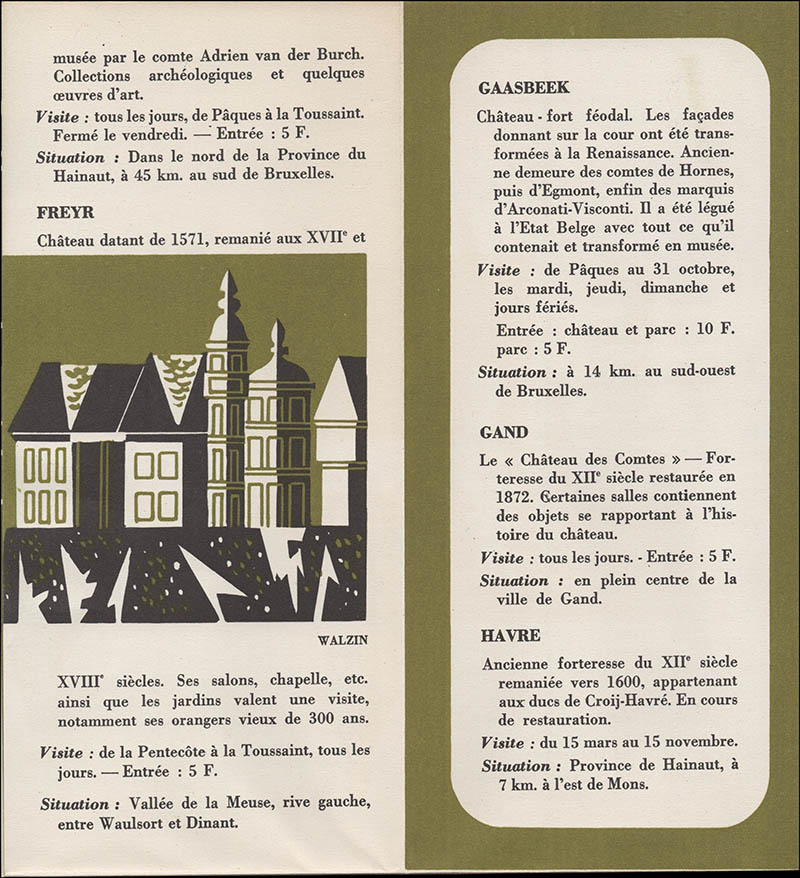 musée par le comte Adrien van der Burch.
Collections archéologiques et quelques
œuvres d'art.
Visite : tous les jours, de Pâques à la Toussaint.
Fermé le vendredi. — Entrée : 5 F.
Situation : Dans le nord de la Province du
Hainaut, à 45 km. au sud de Bruxelles.
FREYR
Château datant de 1571, remanié aux XVIIe et
WALZIN
XVIIIe siècles. Ses salons, chapelle, etc.
ainsi que les jardins valent une visite,
notamment ses orangers vieux de 300 ans.
Visite : de la Pentecôte à la Toussaint, tous les
jours. — Entrée : 5 F.
Situation : Vallée de la Meuse, rive gauche,
entre Waulsort et Dinant.
GAASBEEK
Château - fort féodal. Les façades
donnant sur la cour ont été trans-
formées à la Renaissance. Ancien-
ne demeure des comtes de Hornes,
puis d'Egmont, enfin des marquis
d'Arconati-Visconti. Il a été légué
à l'Etat Belge avec tout ce qu'il
contenait et transformé en musée.
Visite : de Pâques au 31 octobre,
les mardi, jeudi, dimanche et
jours fériés.
Entrée : château et parc : 10 F.
parc : 5 F.
Situation : à 14 km. au sud-ouest
de Bruxelles.
GAND
Le « Château des Comtes » — For-
teresse du XIIe siècle restaurée en
1872. Certaines salles contiennent
des objets se rapportant à l'his-
toire du château.
Visite : tous les jours. - Entrée : 5 F.
Situation : en plein centre de la
ville de Gand.
HAVRE
Ancienne forteresse du XIIe siècle
remaniée vers 1600, appartenant
aux ducs de Croij-Havré. En cours
de restauration.
Visite : du 15 mars au 15 novembre.
Situation : Province de Hainaut, à
7 km. à l'est de Mons.